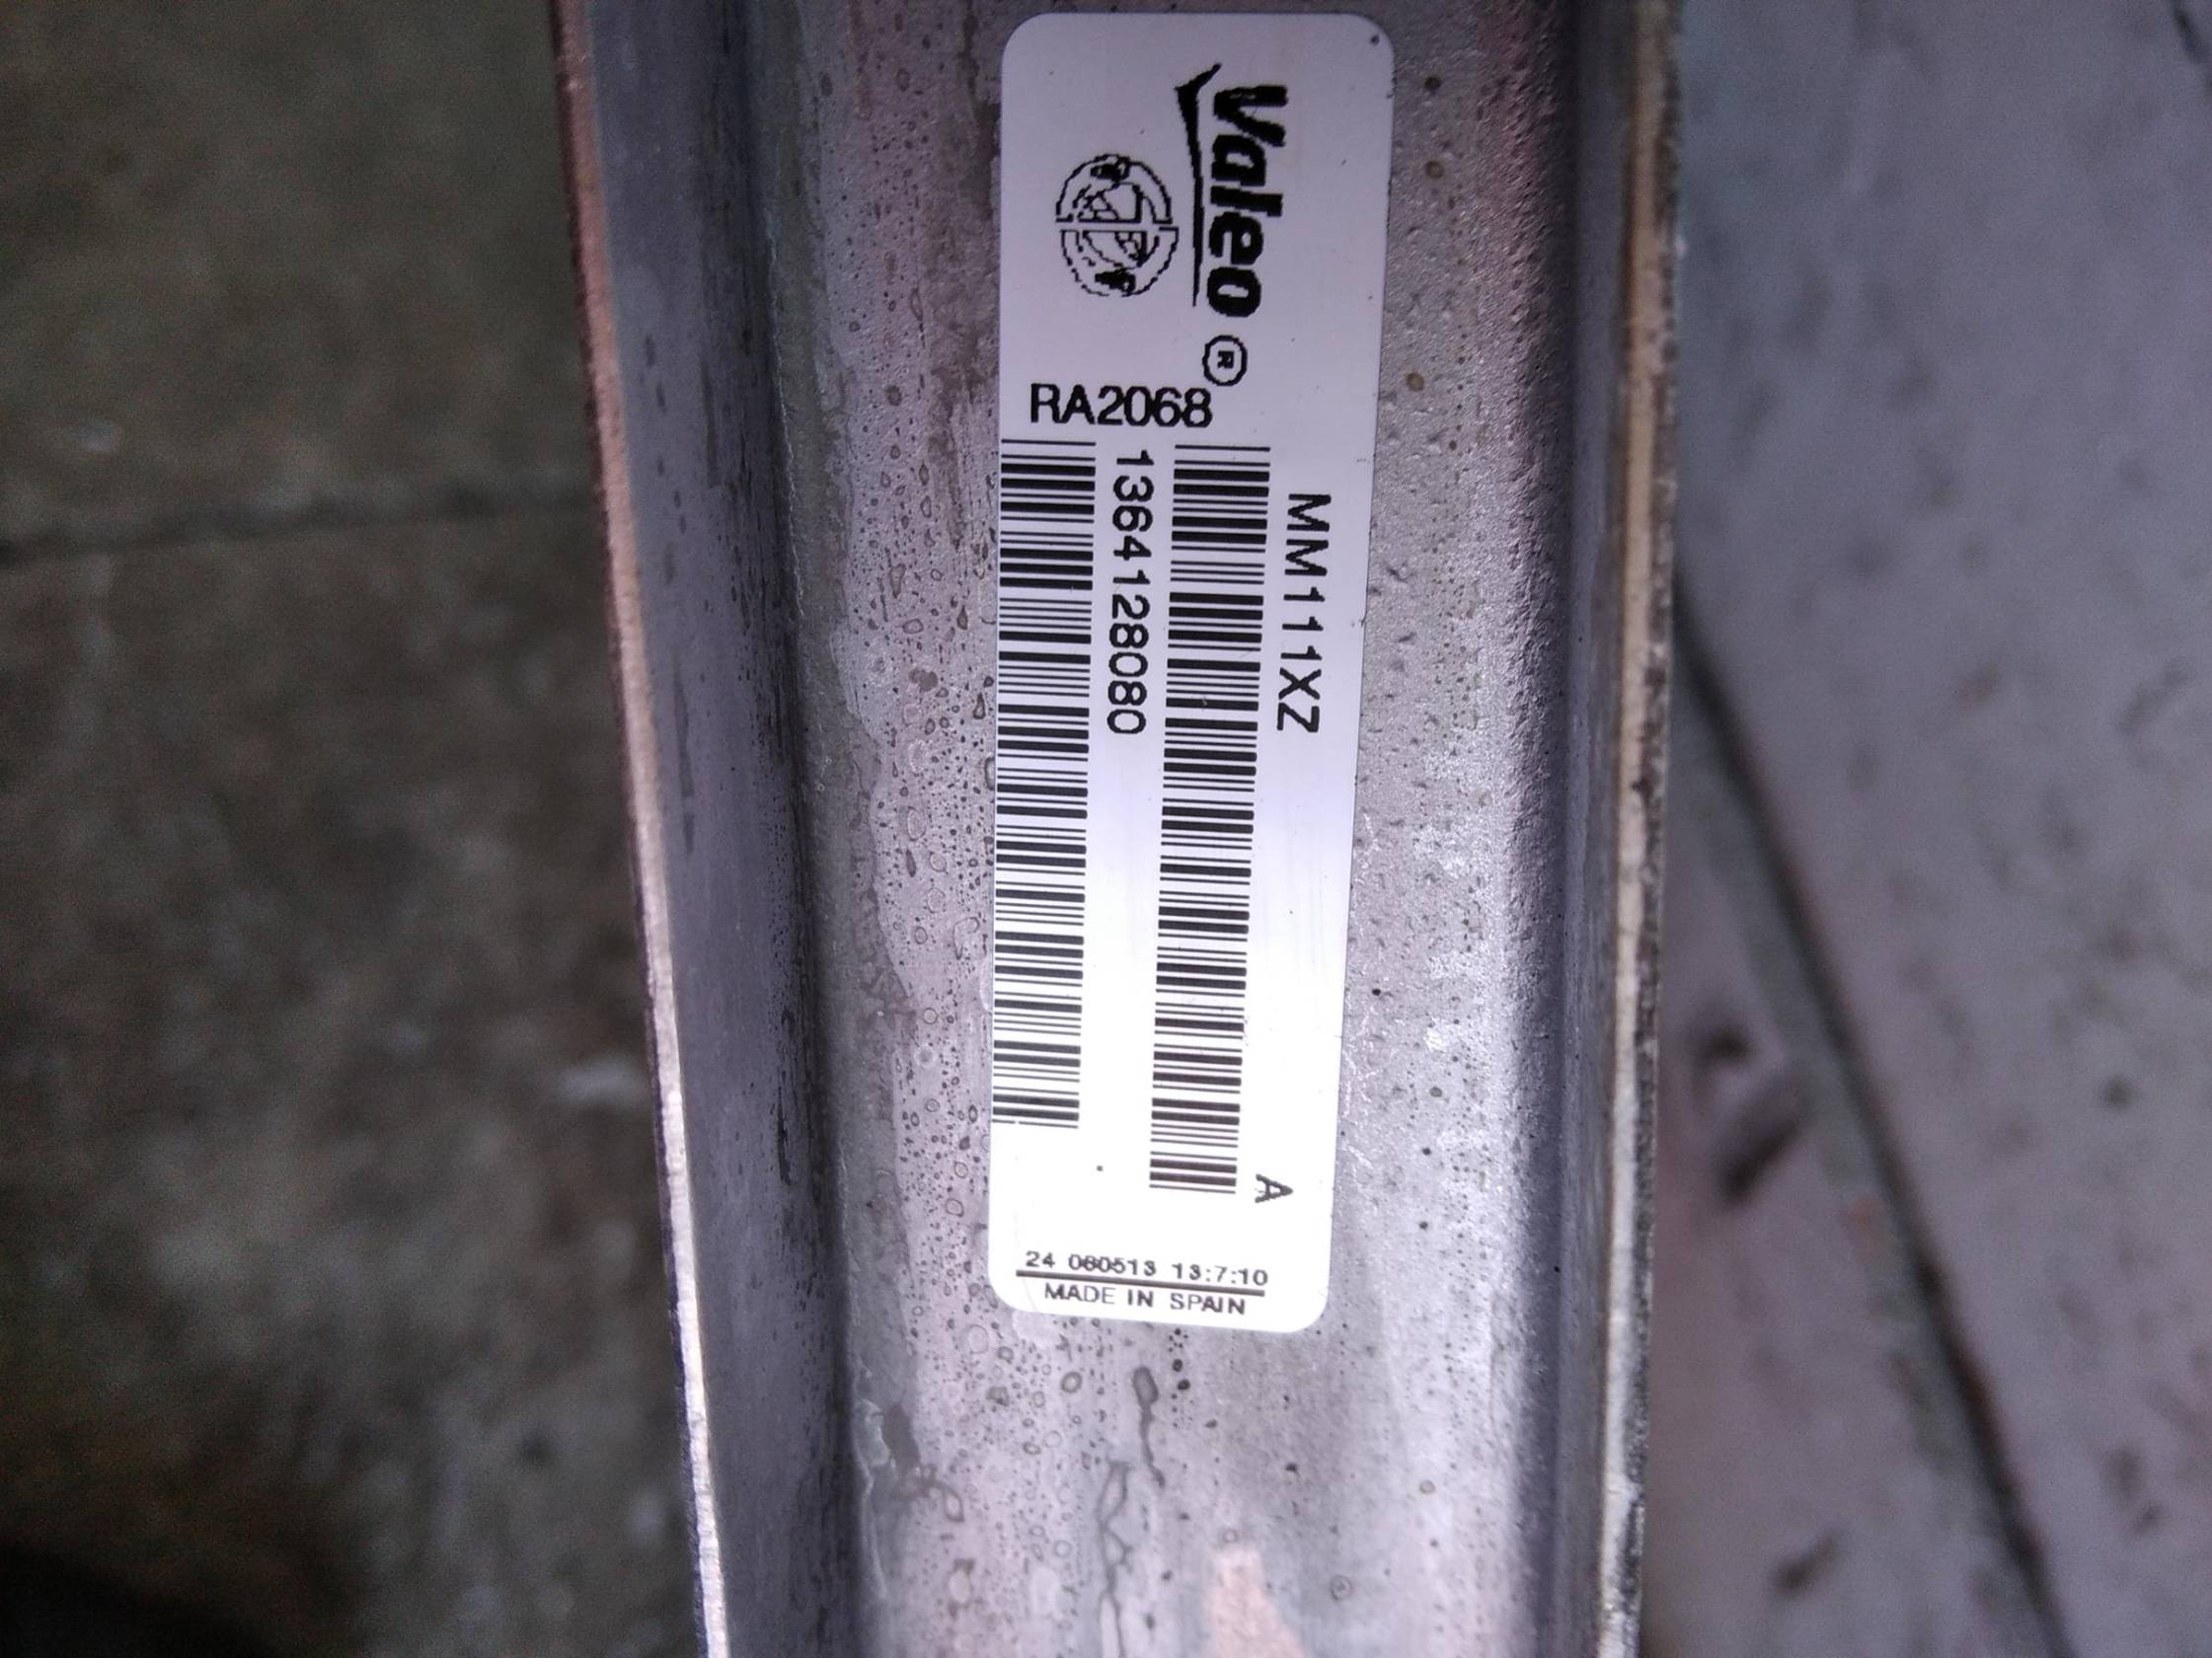 Valeo ®
RA2068
MM111XZ
1364128080
A
24 080513 13:7:10
MADE IN SPAIN